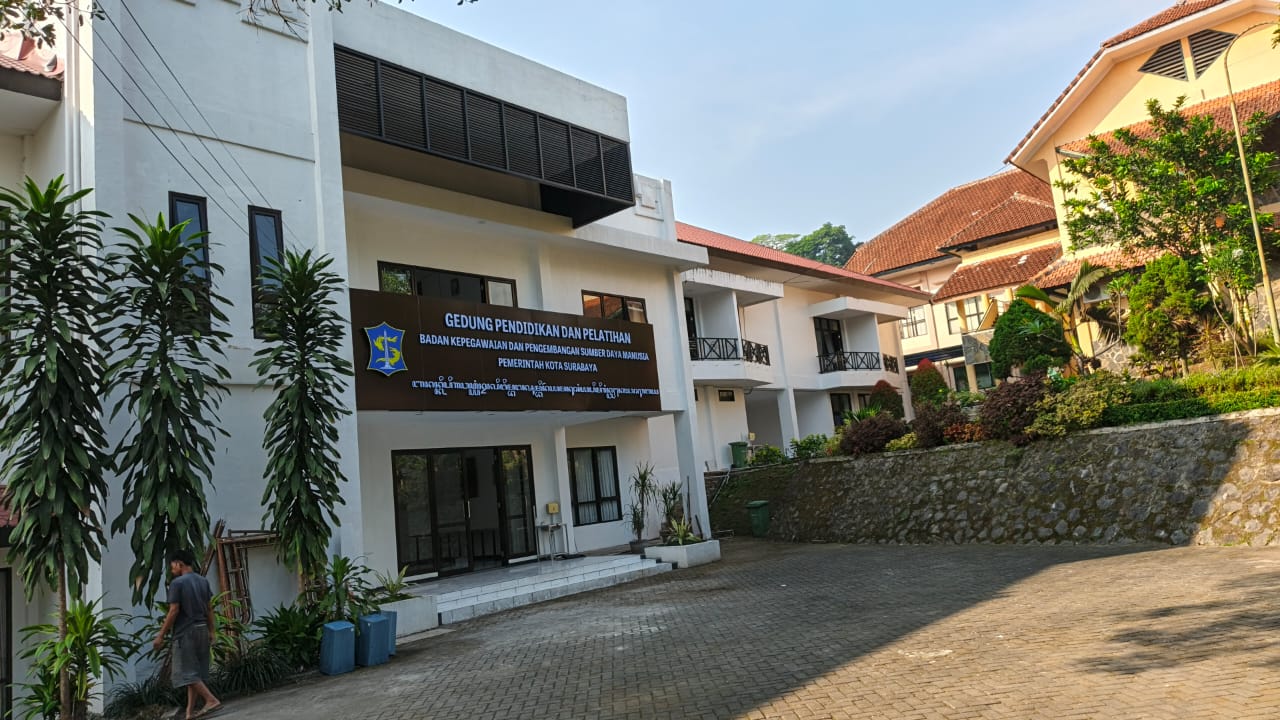 GEDUNG PENDIDIKAN DAN PELATIHAN
BADAN KEPEGAWAIAN DAN PENGEMBANGAN SUMBER DAYA MANUSIA
PEMERINTAH KOTA SURABAYA